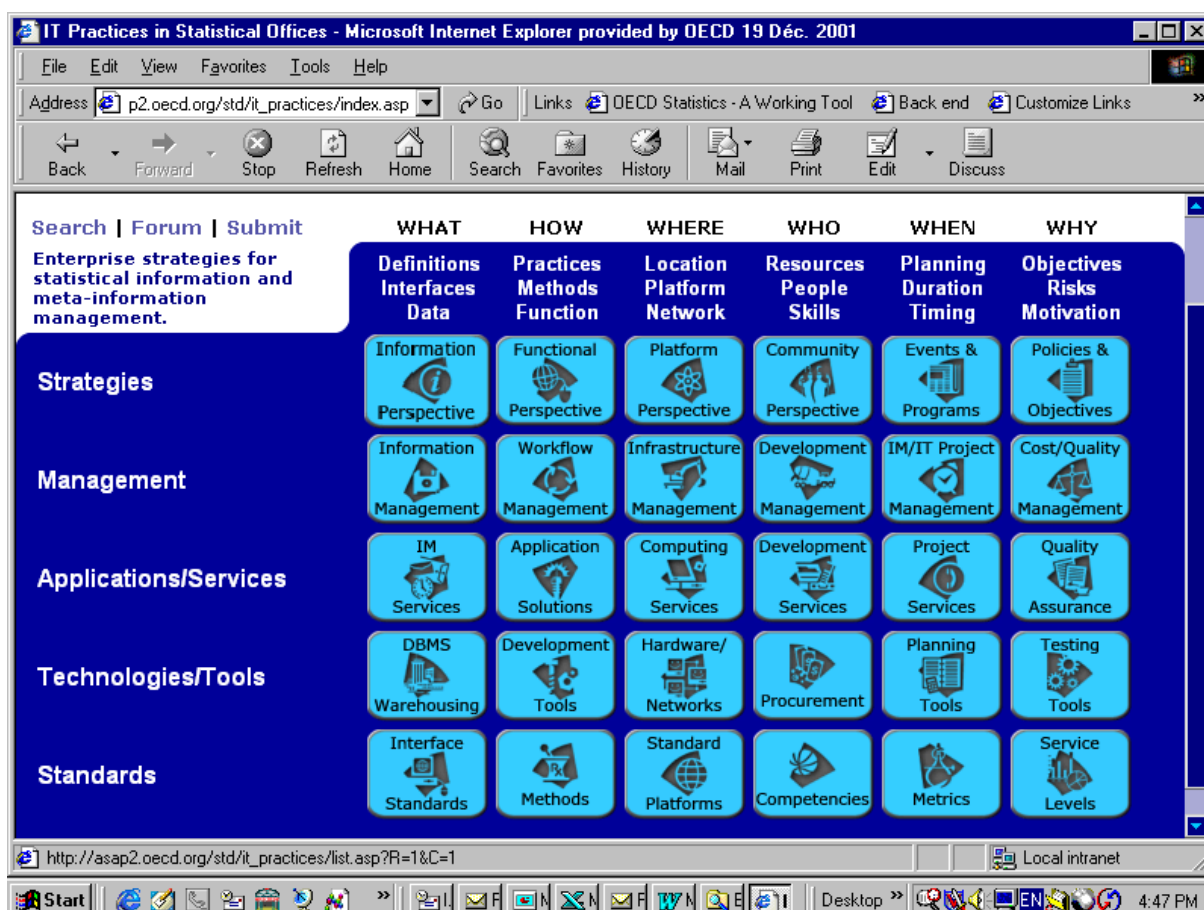 IT Practices in Statistical Offices - Microsoft Internet Explorer provided by OECD 19 Déc. 2001
File Edit View Favorites Tools Help
Address p2.oecd.org/std/it_practices/index.asp Go Links OECD Statistics - A Working Tool Back end Customize Links »
Back Forward Stop Refresh Home Search Favorites History Mail Print Edit Discuss
Search | Forum | Submit WHAT HOW WHERE WHO WHEN WHY
Enterprise strategies for
statistical information and
meta-information
management.
Definitions Practices Location Resources Planning Objectives
Interfaces Methods Platform People Duration Risks
Data Function Network Skills Timing Motivation
Information Functional Platform Community Events & Policies &
Strategies
Perspective Perspective Perspective Perspective Programs Objectives
Information Workflow Infrastructure Development IM/IT Project Cost/Quality
Management
Management Management Management Management Management Management
IM Application Computing Development Project Quality
Applications/Services
Services Solutions Services Services Services Assurance
DBMS Development Hardware/ Planning Testing
Technologies/Tools
Warehousing Tools Networks Procurement Tools Tools
Interface Standard Service
Standards
Standards Methods Platforms Competencies Metrics Levels
http://asap2.oecd.org/std/it_practices/list.asp?R=1&C=1 Local intranet
Start » Desktop » EN 4:47 PM